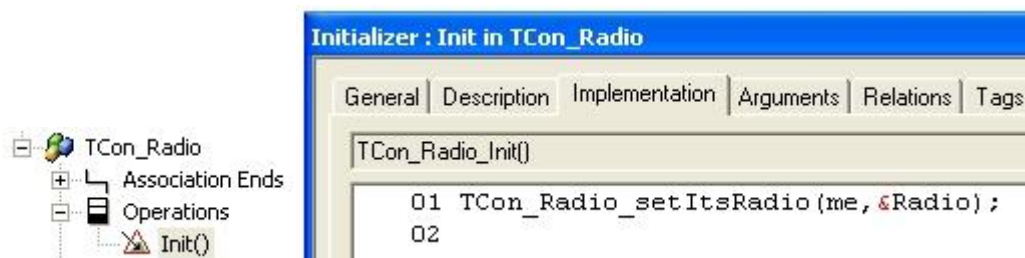 Initializer : Init in TCon_Radio
General Description Implementation Arguments Relations Tags
TCon_Radio
TCon_Radio_Init()
Association Ends
01 TCon_Radio_setItsRadio(me,&Radio);
Operations
02
Init()